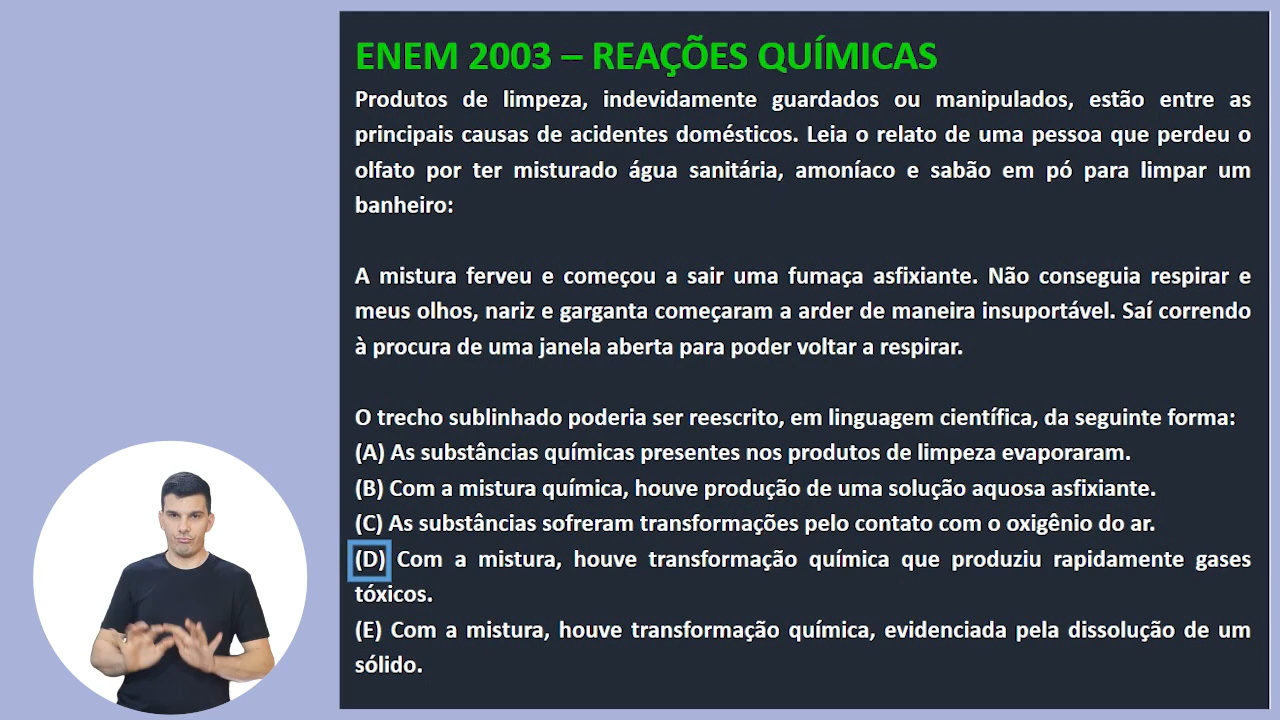 ENEM 2003 – REAÇÕES QUÍMICAS
Produtos de limpeza, indevidamente guardados ou manipulados, estão entre as
principais causas de acidentes domésticos. Leia o relato de uma pessoa que perdeu o
olfato por ter misturado água sanitária, amoníaco e sabão em pó para limpar um
banheiro:
A mistura ferveu e começou a sair uma fumaça asfixiante. Não conseguia respirar e
meus olhos, nariz e garganta começaram a arder de maneira insuportável. Saí correndo
à procura de uma janela aberta para poder voltar a respirar.
O trecho sublinhado poderia ser reescrito, em linguagem científica, da seguinte forma:
(A) As substâncias químicas presentes nos produtos de limpeza evaporaram.
(B) Com a mistura química, houve produção de uma solução aquosa asfixiante.
(C) As substâncias sofreram transformações pelo contato com o oxigênio do ar.
(D) Com a mistura, houve transformação química que produziu rapidamente gases
tóxicos.
(E) Com a mistura, houve transformação química, evidenciada pela dissolução de um
sólido.